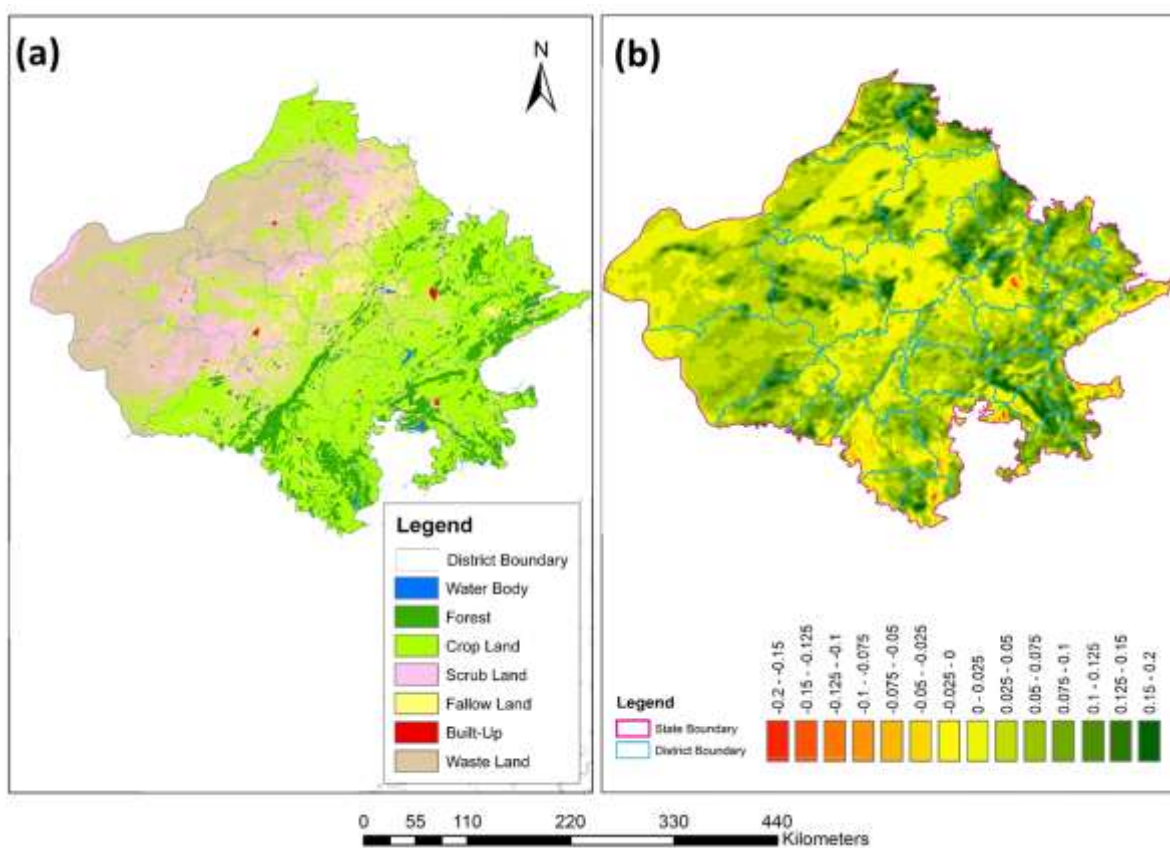 (a)
N
Legend
District Boundary
Water Body
Forest
Crop Land
Scrub Land
Fallow Land
Built-Up
Waste Land
(b)
-0.2 - -0.15
-0.15 - -0.125
-0.125 - -0.1
-0.1 - -0.075
-0.075 - -0.05
-0.05 - -0.025
-0.025 - 0
0 - 0.025
0.025 - 0.05
0.05 - 0.075
0.075 - 0.1
0.1 - 0.125
0.125 - 0.15
0.15 - 0.2
Legend
State Boundary
District Boundary
0 55 110 220 330 440
Kilometers